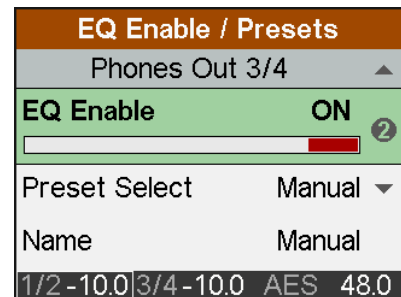 EQ Enable / Presets
Phones Out 3/4
EQ Enable ON
2
Preset Select Manual
Name Manual
1/2 -10.0 3/4 -10.0 AES 48.0